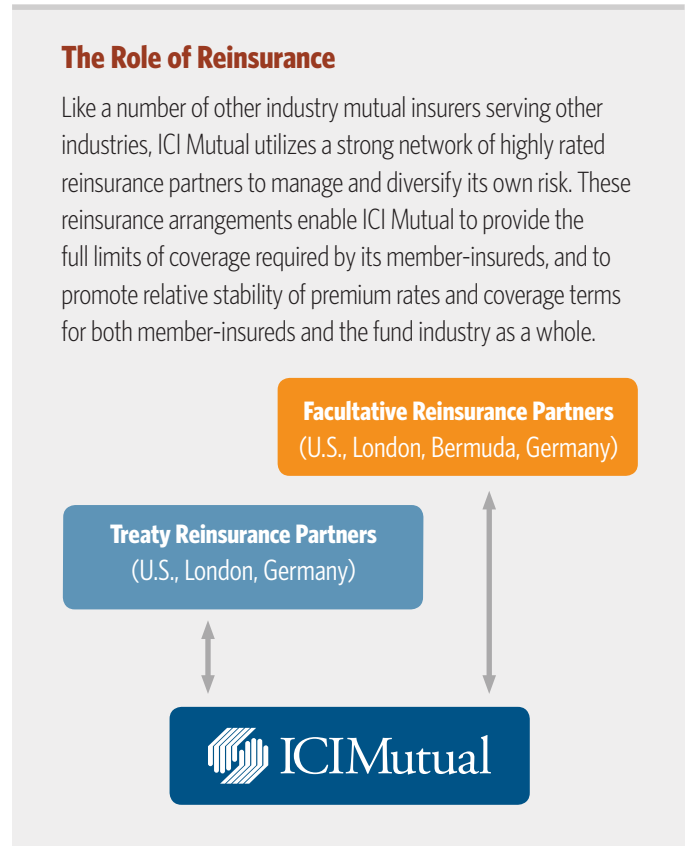 The Role of Reinsurance
Like a number of other industry mutual insurers serving other
industries, ICI Mutual utilizes a strong network of highly rated
reinsurance partners to manage and diversify its own risk. These
reinsurance arrangements enable ICI Mutual to provide the
full limits of coverage required by its member-insureds, and to
promote relative stability of premium rates and coverage terms
for both member-insureds and the fund industry as a whole.
Facultative Reinsurance Partners
(U.S., London, Bermuda, Germany)
Treaty Reinsurance Partners
(U.S., London, Germany)
ICIMutual